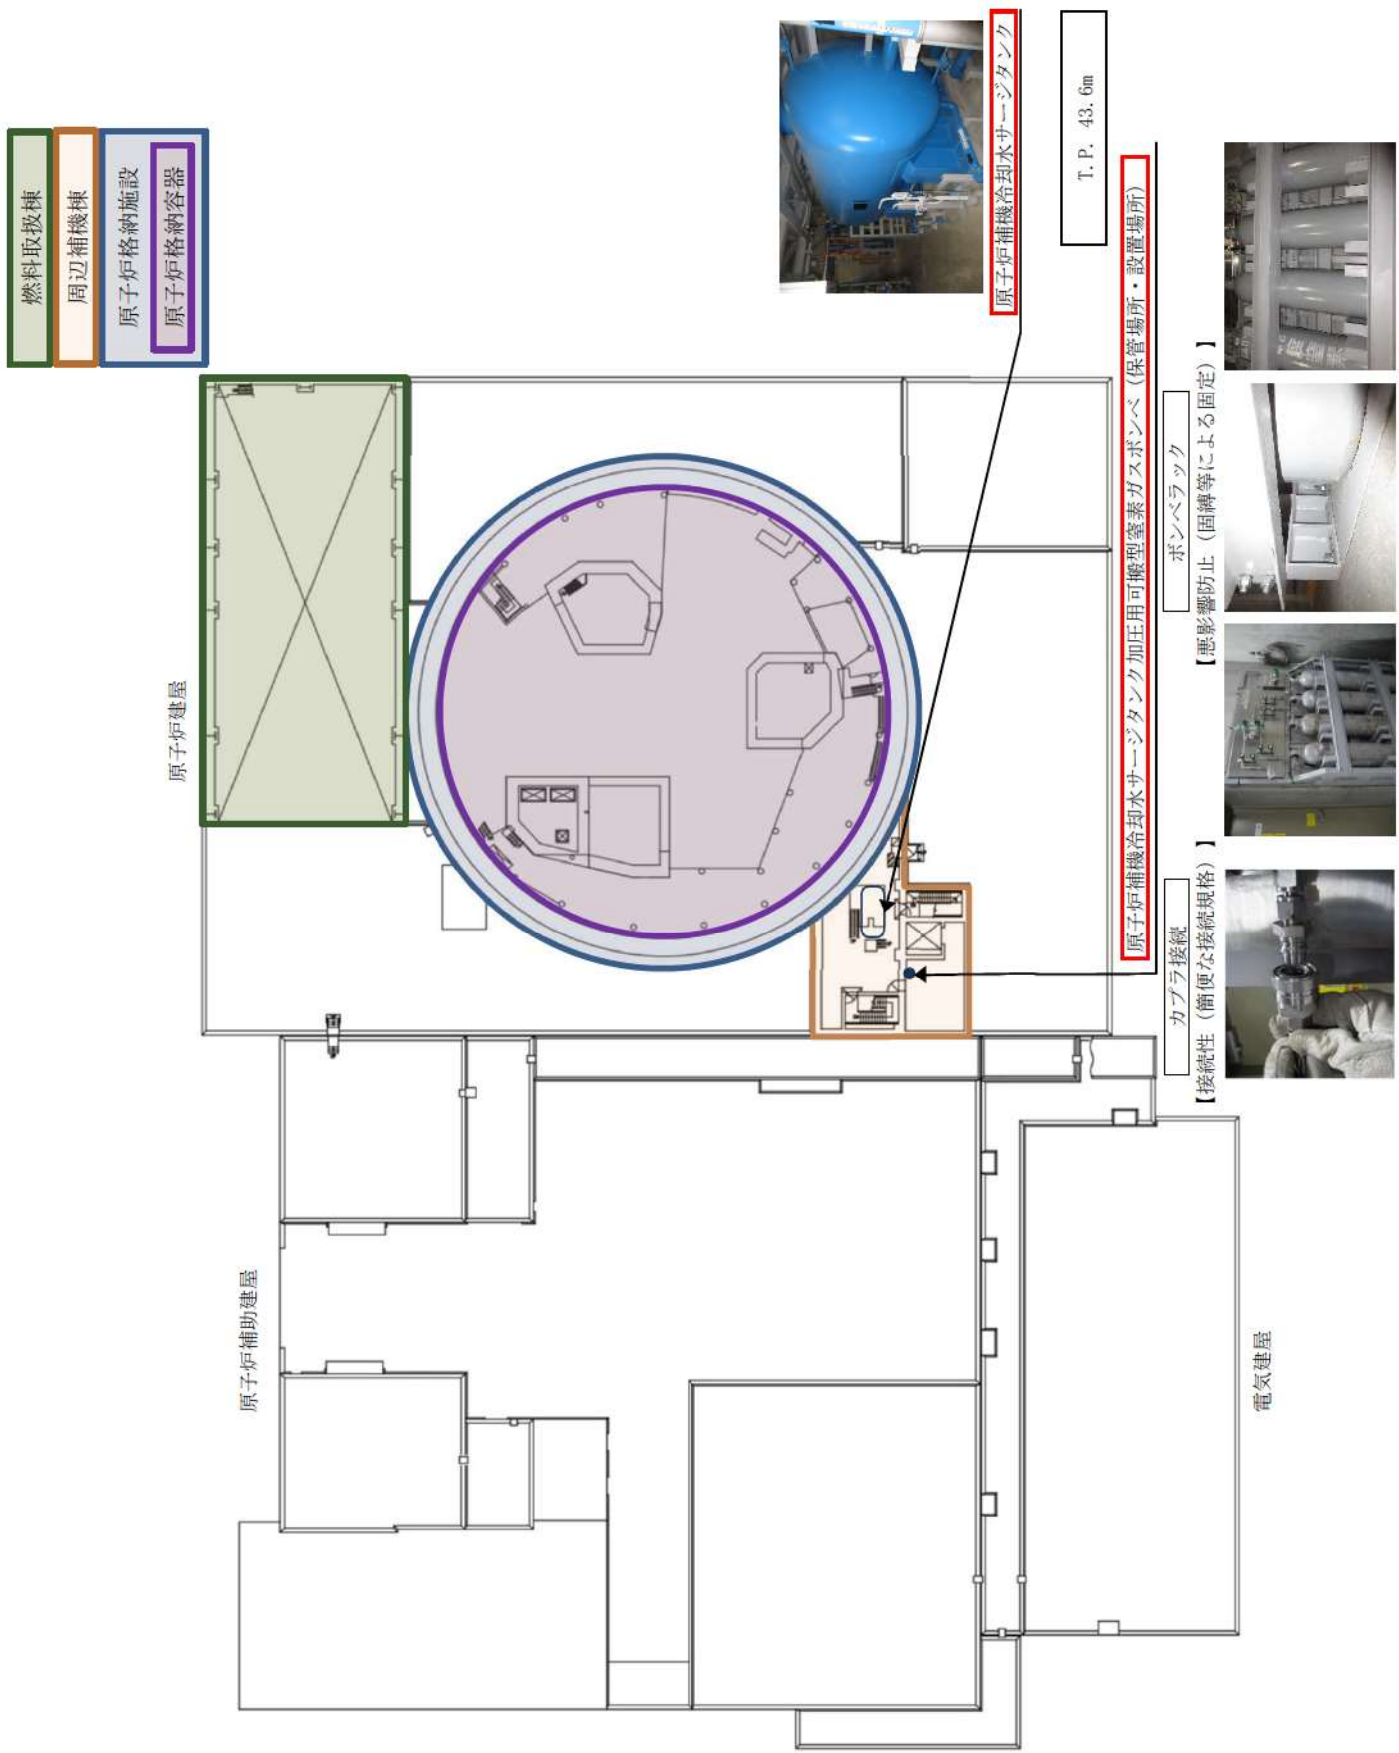 燃料取扱棟
周辺補機棟
原子炉格納施設
原子炉格納容器
原子炉建屋
原子炉補助建屋
電気建屋
原子炉補機冷却水サージタンク
T.P. 43.6m
原子炉補機冷却水サージタンク加圧用可搬型窒素ガスボンベ（保管場所・設置場所）
カプラ接続
【接続性（簡便な接続規格）】
ボンベラック
【悪影響防止（固縛等による固定）】